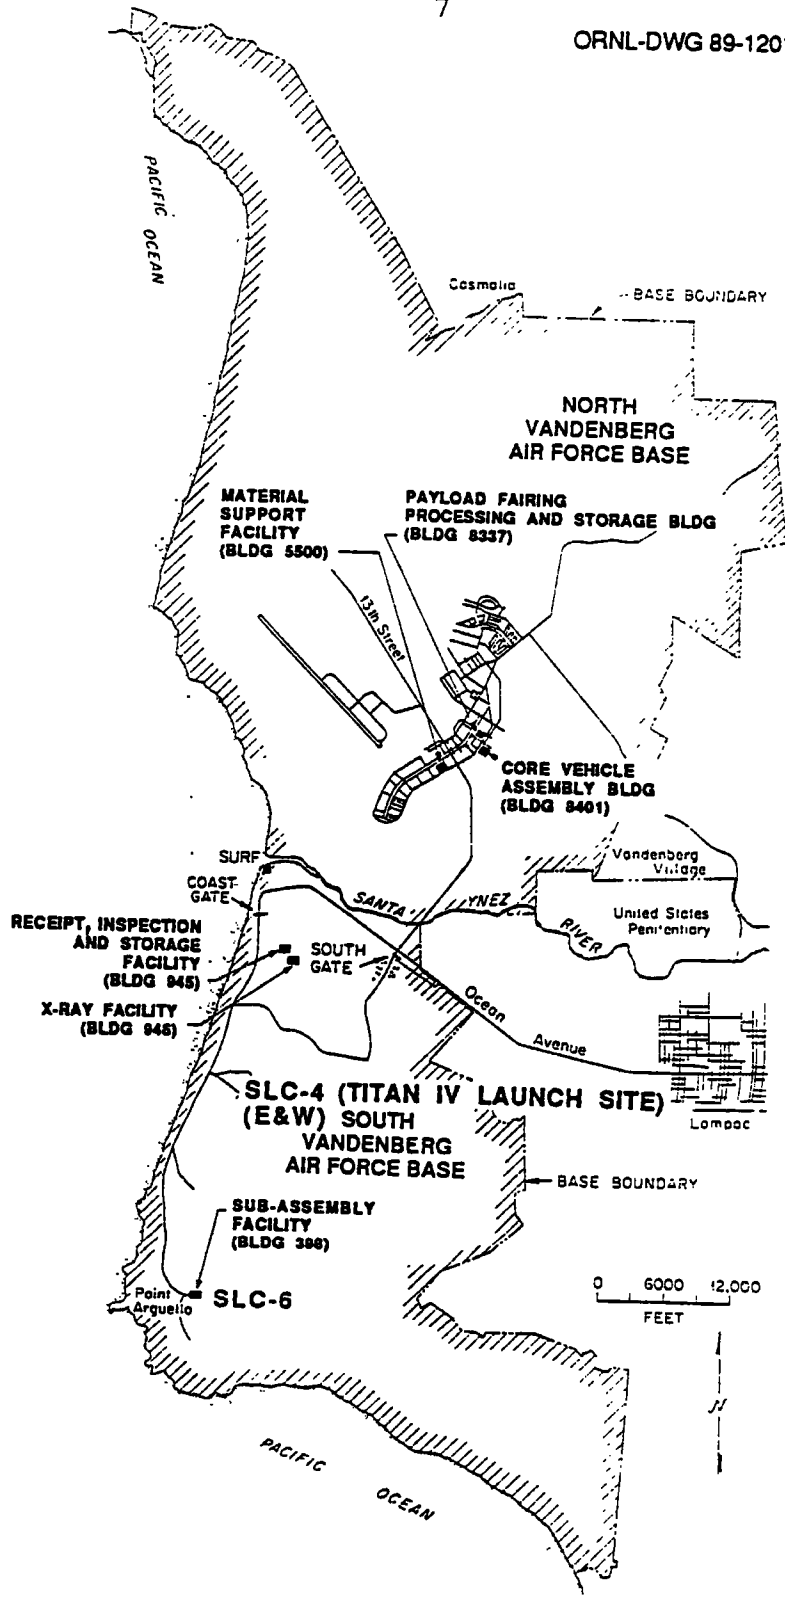 7
ORNL-DWG 89-1201
PACIFIC
OCEAN
Casmalia
BASE BOUNDARY
NORTH
VANDENBERG
AIR FORCE BASE
MATERIAL
SUPPORT
FACILITY
(BLDG 5500)
PAYLOAD FAIRING
PROCESSING AND STORAGE BLDG
(BLDG 8337)
13th Street
CORE VEHICLE
ASSEMBLY BLDG
(BLDG 8401)
SURF
COAST
GATE
SANTA YNEZ
RIVER
Vandenberg
Village
United States
Penitentiary
RECEIPT, INSPECTION
AND STORAGE
FACILITY
(BLDG 945)
SOUTH
GATE
X-RAY FACILITY
(BLDG 946)
Ocean
Avenue
SLC-4 (TITAN IV LAUNCH SITE)
(E&W) SOUTH
VANDENBERG
AIR FORCE BASE
Lompoc
BASE BOUNDARY
SUB-ASSEMBLY
FACILITY
(BLDG 398)
Point
Arguello
SLC-6
0 6000 12,000
FEET
N
PACIFIC
OCEAN